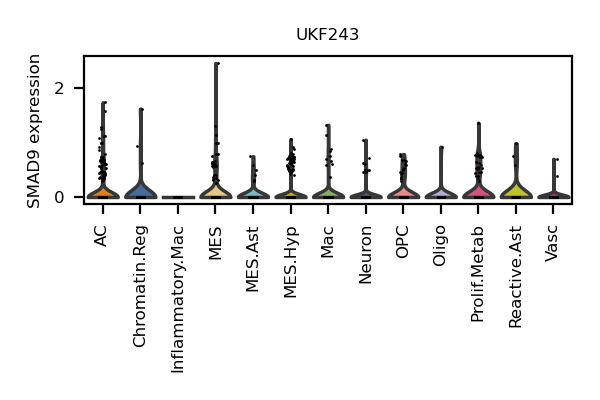 UKF243
SMAD9 expression
2
0
AC
Chromatin.Reg
Inflammatory.Mac
MES
MES.Ast
MES.Hyp
Mac
Neuron
OPC
Oligo
Prolif.Metab
Reactive.Ast
Vasc